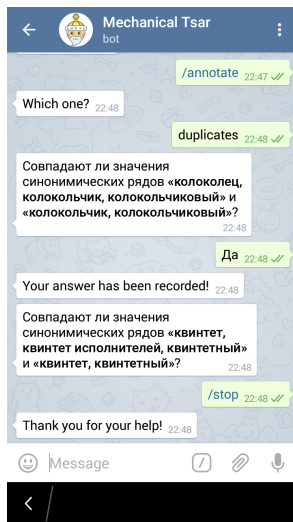 Mechanical Tsar
bot
/annotate 22:47
Which one? 22:48
duplicates 22:48
Совпадают ли значения
синонимических рядов «колоколец,
колокольчик, колокольчиковый» и
«колокольчик, колокольчиковый»?
22:48
Да 22:48
Your answer has been recorded! 22:48
Совпадают ли значения
синонимических рядов «квинтет,
квинтет исполнителей, квинтетный»
и «квинтет, квинтетный»? 22:48
/stop 22:48
Thank you for your help! 22:48
Message